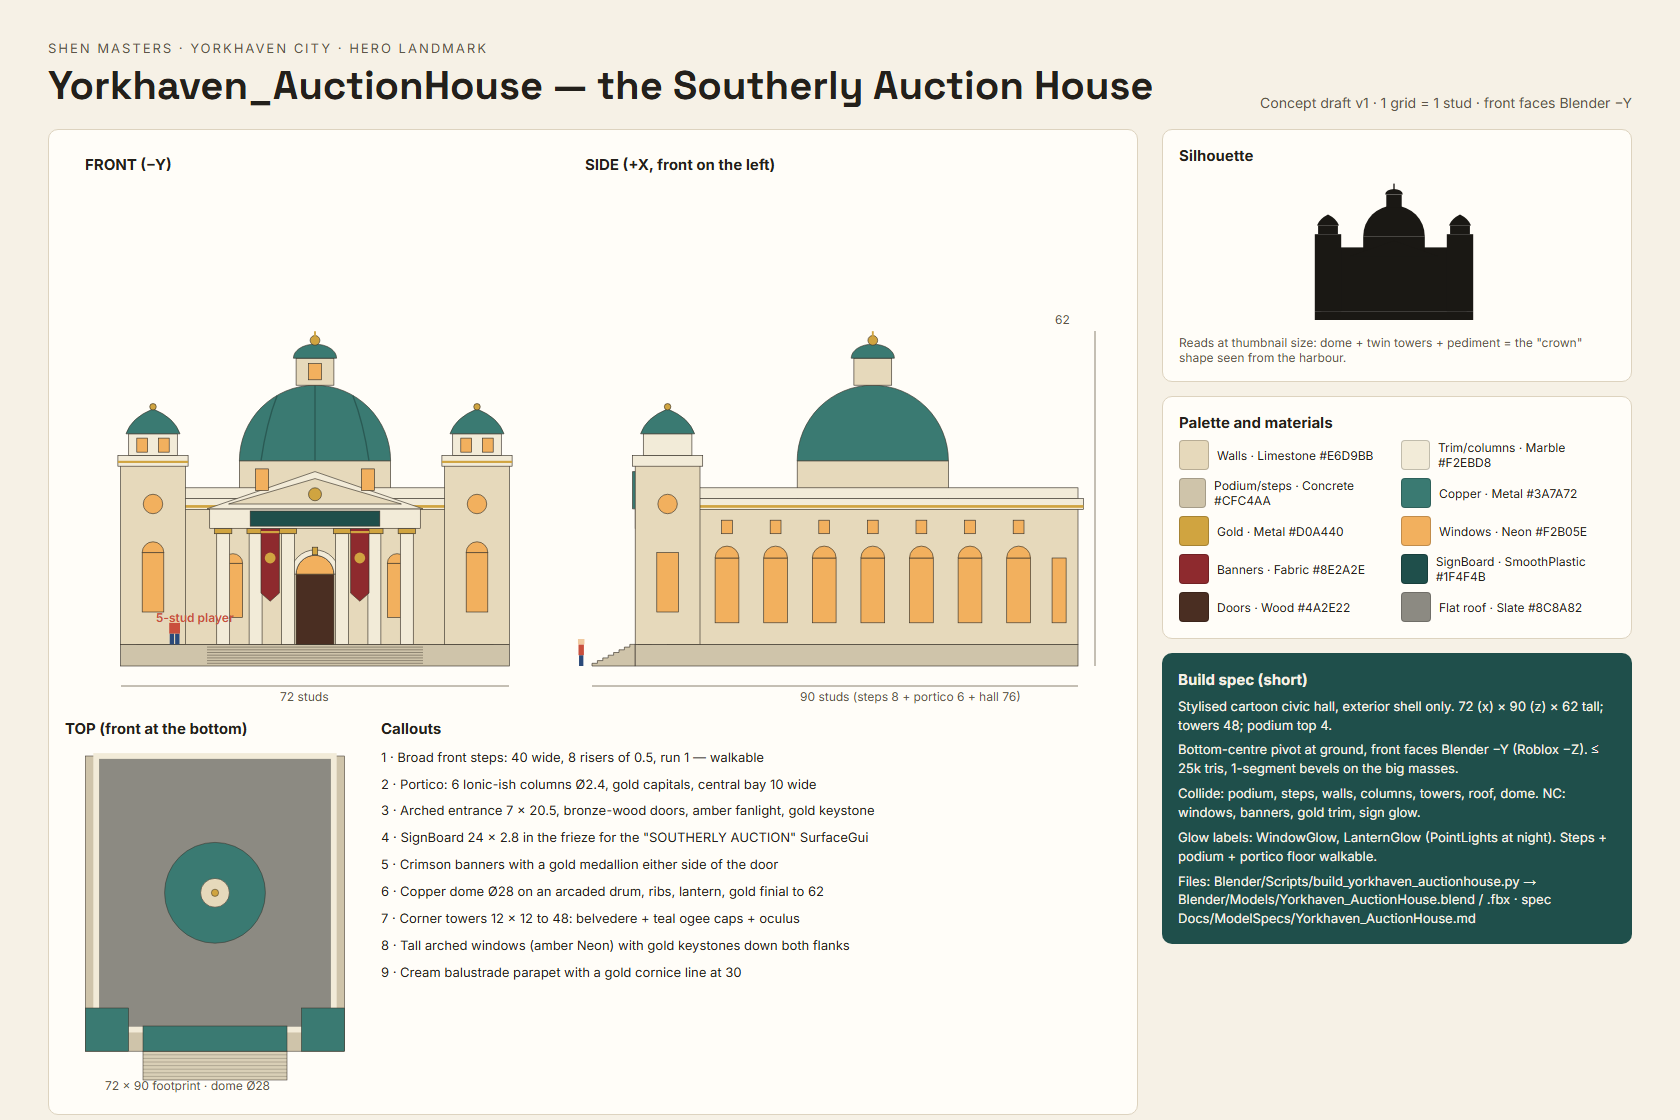 SHEN MASTERS · YORKHAVEN CITY · HERO LANDMARK
Yorkhaven_AuctionHouse — the Southerly Auction House
Concept draft v1 · 1 grid = 1 stud · front faces Blender −Y
FRONT (−Y)
SIDE (+X, front on the left)
62
5-stud player
72 studs
90 studs (steps 8 + portico 6 + hall 76)
TOP (front at the bottom)
72 × 90 footprint · dome Ø28
Callouts
1 · Broad front steps: 40 wide, 8 risers of 0.5, run 1 — walkable
2 · Portico: 6 Ionic-ish columns Ø2.4, gold capitals, central bay 10 wide
3 · Arched entrance 7 × 20.5, bronze-wood doors, amber fanlight, gold keystone
4 · SignBoard 24 × 2.8 in the frieze for the "SOUTHERLY AUCTION" SurfaceGui
5 · Crimson banners with a gold medallion either side of the door
6 · Copper dome Ø28 on an arcaded drum, ribs, lantern, gold finial to 62
7 · Corner towers 12 × 12 to 48: belvedere + teal ogee caps + oculus
8 · Tall arched windows (amber Neon) with gold keystones down both flanks
9 · Cream balustrade parapet with a gold cornice line at 30
Silhouette
Reads at thumbnail size: dome + twin towers + pediment = the "crown"
shape seen from the harbour.
Palette and materials
Walls · Limestone #E6D9BB
Trim/columns · Marble
#F2EBD8
Podium/steps · Concrete
#CFC4AA
Copper · Metal #3A7A72
Gold · Metal #D0A440
Windows · Neon #F2B05E
Banners · Fabric #8E2A2E
SignBoard · SmoothPlastic
#1F4F4B
Doors · Wood #4A2E22
Flat roof · Slate #8C8A82
Build spec (short)
Stylised cartoon civic hall, exterior shell only. 72 (x) × 90 (z) × 62 tall;
towers 48; podium top 4.
Bottom-centre pivot at ground, front faces Blender −Y (Roblox −Z). ≤
25k tris, 1-segment bevels on the big masses.
Collide: podium, steps, walls, columns, towers, roof, dome. NC:
windows, banners, gold trim, sign glow.
Glow labels: WindowGlow, LanternGlow (PointLights at night). Steps +
podium + portico floor walkable.
Files: Blender/Scripts/build_yorkhaven_auctionhouse.py →
Blender/Models/Yorkhaven_AuctionHouse.blend / .fbx · spec
Docs/ModelSpecs/Yorkhaven_AuctionHouse.md